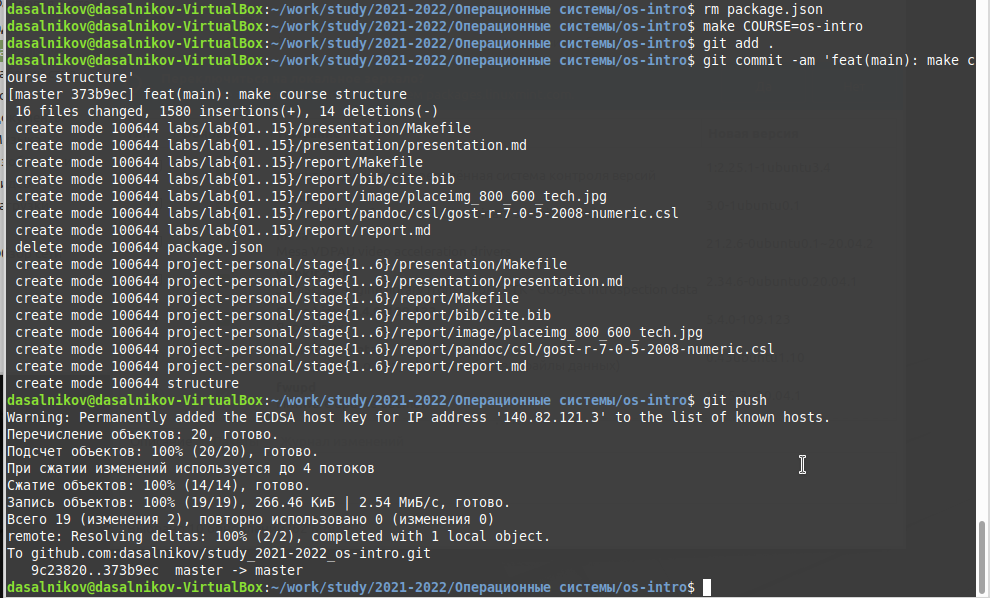 dasalnikov@dasalnikov-VirtualBox:~/work/study/2021-2022/Операционные системы/os-intro$ rm package.json
dasalnikov@dasalnikov-VirtualBox:~/work/study/2021-2022/Операционные системы/os-intro$ make COURSE=os-intro
dasalnikov@dasalnikov-VirtualBox:~/work/study/2021-2022/Операционные системы/os-intro$ git add .
dasalnikov@dasalnikov-VirtualBox:~/work/study/2021-2022/Операционные системы/os-intro$ git commit -am 'feat(main): make c
ourse structure'
[master 373b9ec] feat(main): make course structure
 16 files changed, 1580 insertions(+), 14 deletions(-)
 create mode 100644 labs/lab{01..15}/presentation/Makefile
 create mode 100644 labs/lab{01..15}/presentation/presentation.md
 create mode 100644 labs/lab{01..15}/report/Makefile
 create mode 100644 labs/lab{01..15}/report/bib/cite.bib
 create mode 100644 labs/lab{01..15}/report/image/placeimg_800_600_tech.jpg
 create mode 100644 labs/lab{01..15}/report/pandoc/csl/gost-r-7-0-5-2008-numeric.csl
 create mode 100644 labs/lab{01..15}/report/report.md
 delete mode 100644 package.json
 create mode 100644 project-personal/stage{1..6}/presentation/Makefile
 create mode 100644 project-personal/stage{1..6}/presentation/presentation.md
 create mode 100644 project-personal/stage{1..6}/report/Makefile
 create mode 100644 project-personal/stage{1..6}/report/bib/cite.bib
 create mode 100644 project-personal/stage{1..6}/report/image/placeimg_800_600_tech.jpg
 create mode 100644 project-personal/stage{1..6}/report/pandoc/csl/gost-r-7-0-5-2008-numeric.csl
 create mode 100644 project-personal/stage{1..6}/report/report.md
 create mode 100644 structure
dasalnikov@dasalnikov-VirtualBox:~/work/study/2021-2022/Операционные системы/os-intro$ git push
Warning: Permanently added the ECDSA host key for IP address '140.82.121.3' to the list of known hosts.
Перечисление объектов: 20, готово.
Подсчет объектов: 100% (20/20), готово.
При сжатии изменений используется до 4 потоков
Сжатие объектов: 100% (14/14), готово.
Запись объектов: 100% (19/19), 266.46 КиБ | 2.54 МиБ/с, готово.
Всего 19 (изменения 2), повторно использовано 0 (изменения 0)
remote: Resolving deltas: 100% (2/2), completed with 1 local object.
To github.com:dasalnikov/study_2021-2022_os-intro.git
   9c23820..373b9ec  master -> master
dasalnikov@dasalnikov-VirtualBox:~/work/study/2021-2022/Операционные системы/os-intro$